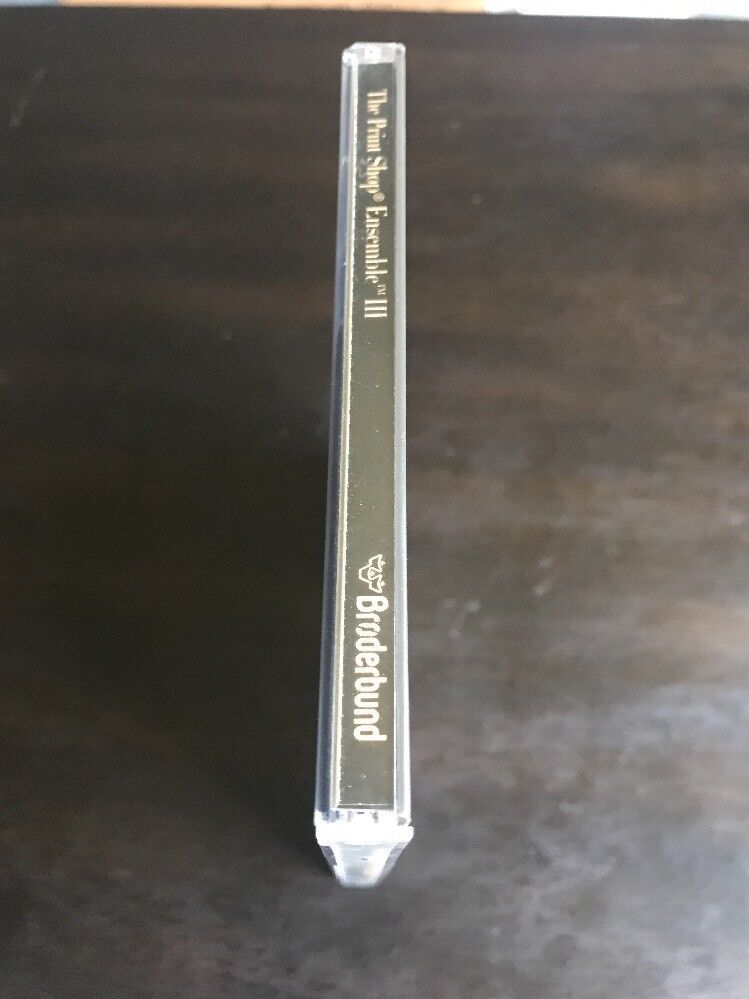 The Print Shop® Ensemble™ III
Brøderbund